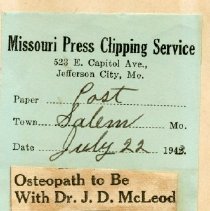 Missouri Press Clipping Service
523 E. Capitol Ave.,
Jefferson City, Mo.
Paper Post
Town Salem Mo.
Date July 22 1943.
Osteopath to Be
With Dr. J. D. McLeod